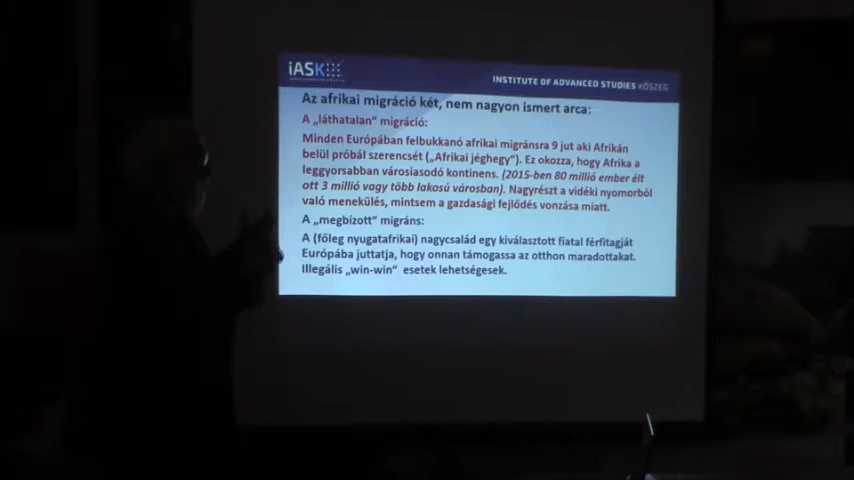 iASK
INSTITUTE OF ADVANCED STUDIES KŐSZEG
Az afrikai migráció két, nem nagyon ismert arca:
A „láthatatlan” migráció:
Minden Európában felbukkanó afrikai migránsra 9 jut aki Afrikán
belül próbál szerencsét („Afrikai jéghegy”). Ez okozza, hogy Afrika a
leggyorsabban városiasodó kontinens. (2015-ben 80 millió ember élt
ott 3 millió vagy több lakosú városban). Nagyrészt a vidéki nyomorból
való menekülés, mintsem a gazdasági fejlődés vonzása miatt.
A „megbízott” migráns:
A (főleg nyugatafrikai) nagycsalád egy kiválasztott fiatal férfitagját
Európába juttatja, hogy onnan támogassa az otthon maradottakat.
Illegális „win-win” esetek lehetségesek.